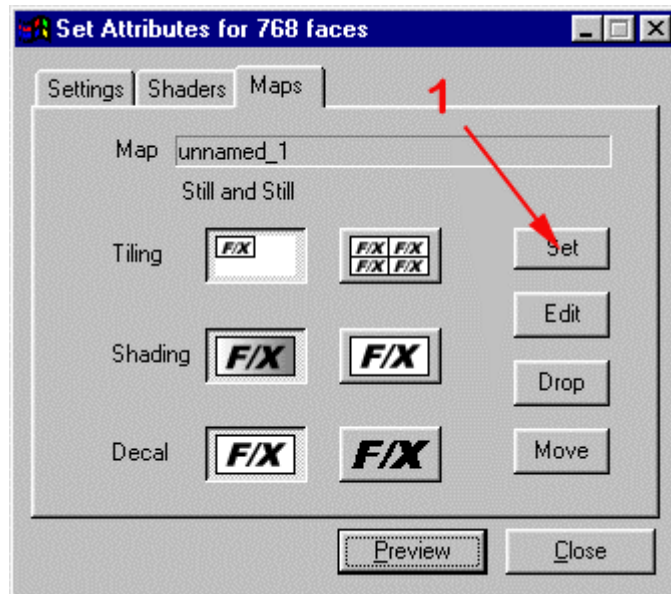 Set Attributes for 768 faces
Settings Shaders Maps
1
Map unnamed_1
Still and Still
Tiling F/X F/X F/X Set
F/X F/X
Edit
Shading F/X F/X
Drop
Decal F/X F/X Move
Preview Close